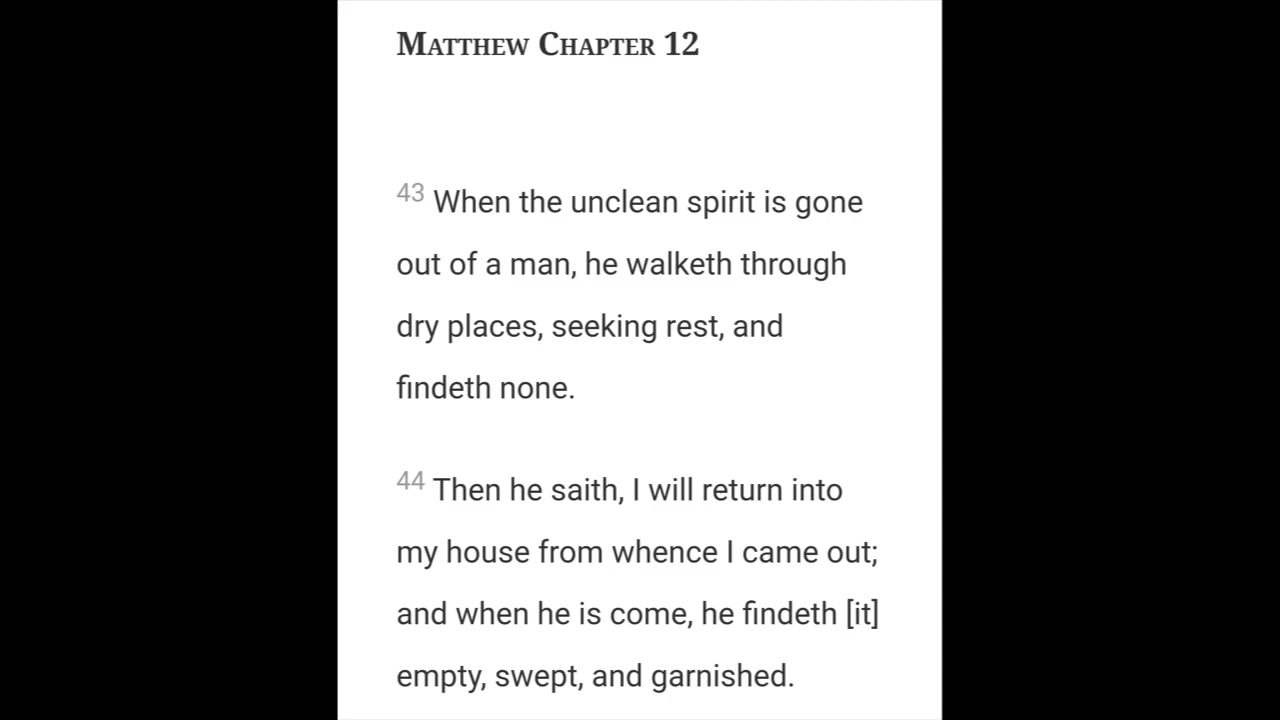 Matthew Chapter 12
43 When the unclean spirit is gone
out of a man, he walketh through
dry places, seeking rest, and
findeth none.
44 Then he saith, I will return into
my house from whence I came out;
and when he is come, he findeth [it]
empty, swept, and garnished.